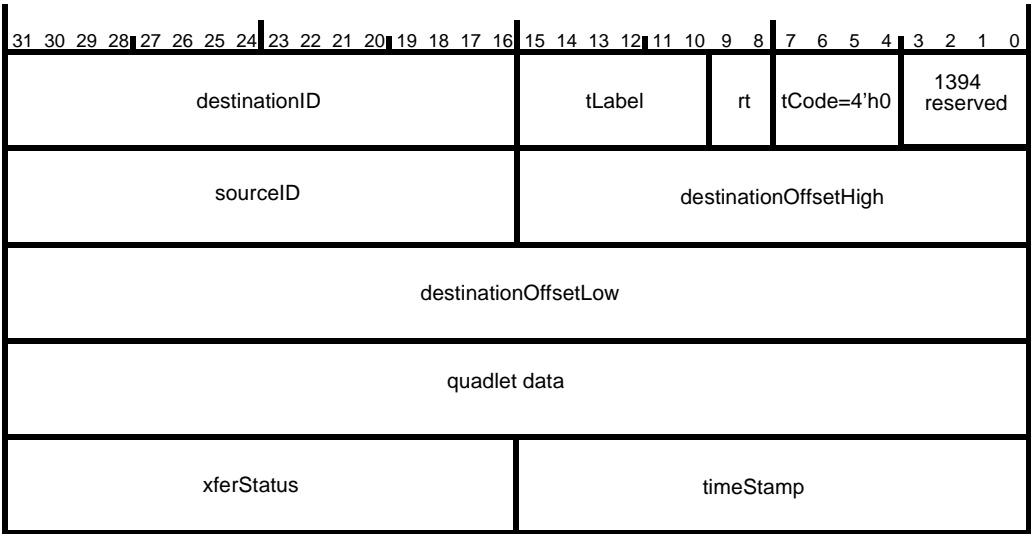 31 30 29 28 27 26 25 24 23 22 21 20 19 18 17 16 15 14 13 12 11 10 9 8 7 6 5 4 3 2 1 0
destinationID tLabel rt tCode=4'h0 1394 reserved
sourceID destinationOffsetHigh
destinationOffsetLow
quadlet data
xferStatus timeStamp